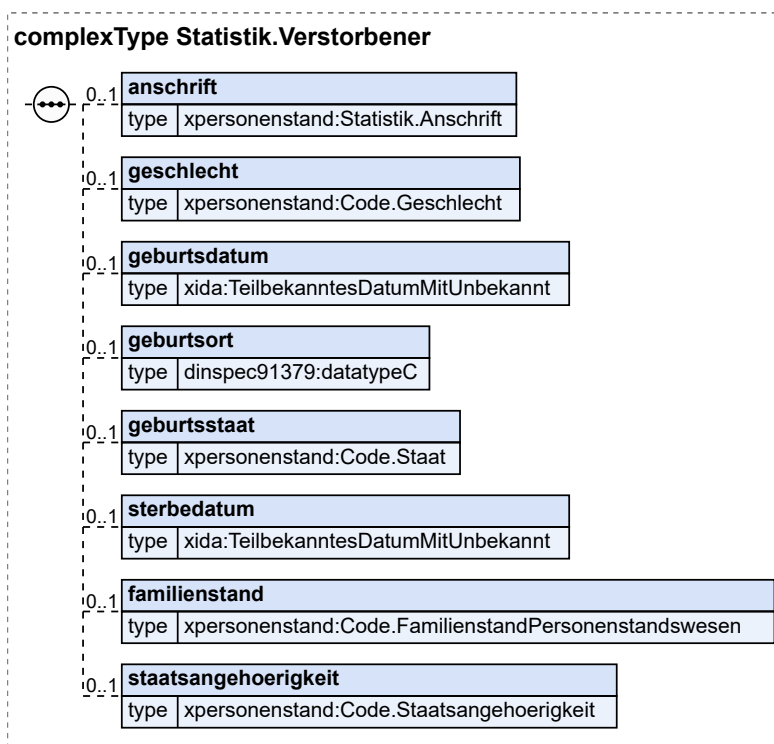 complexType Statistik.Verstorbener
0..1 anschrift
type xpersonenstand:Statistik.Anschrift
0..1 geschlecht
type xpersonenstand:Code.Geschlecht
0..1 geburtsdatum
type xida:TeilbekanntesDatumMitUnbekannt
0..1 geburtsort
type dinspec91379:datatypeC
0..1 geburtsstaat
type xpersonenstand:Code.Staat
0..1 sterbedatum
type xida:TeilbekanntesDatumMitUnbekannt
0..1 familienstand
type xpersonenstand:Code.FamilienstandPersonenstandswesen
0..1 staatsangehoerigkeit
type xpersonenstand:Code.Staatsangehoerigkeit